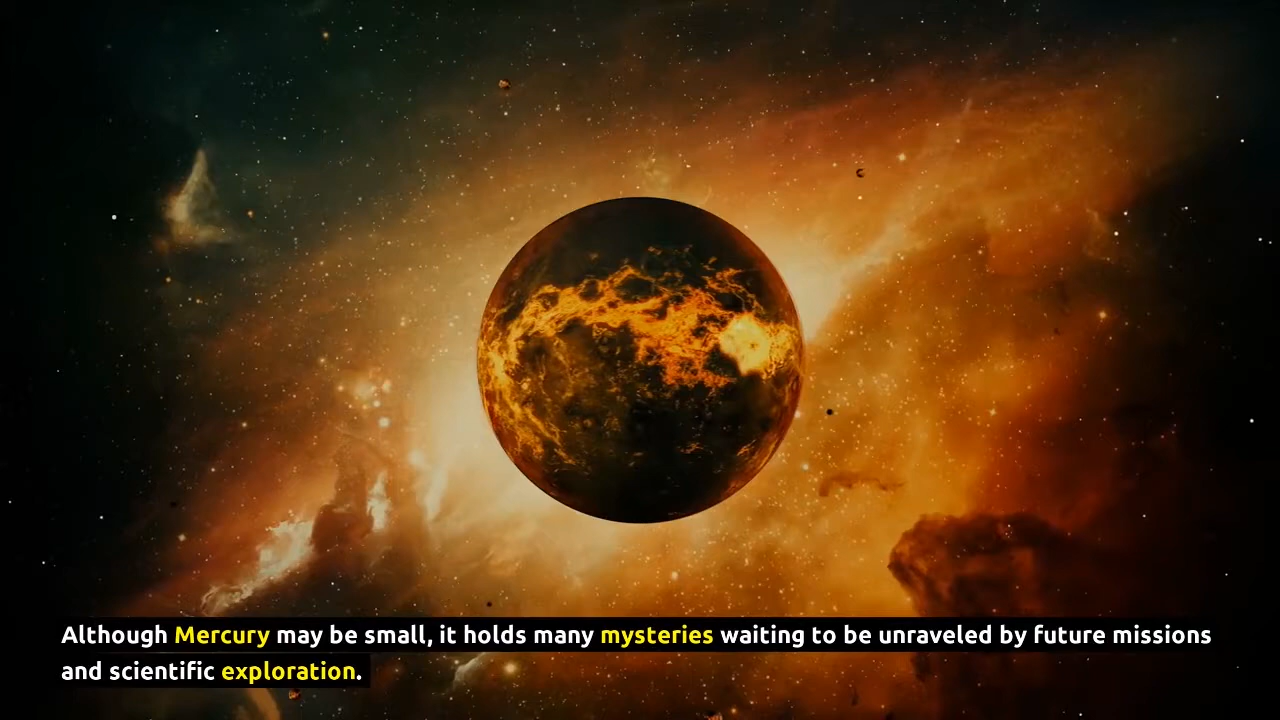 Although Mercury may be small, it holds many mysteries waiting to be unraveled by future missions
and scientific exploration.